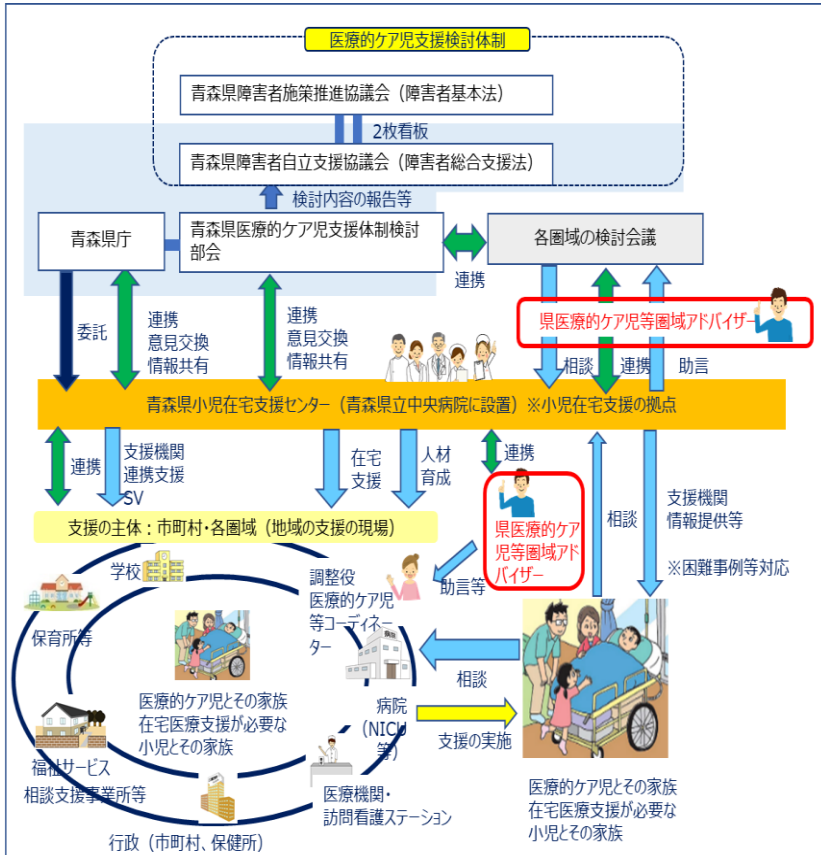 医療的ケア児支援検討体制
青森県障害者施策推進協議会（障害者基本法）
2枚看板
青森県障害者自立支援協議会（障害者総合支援法）
検討内容の報告等
青森県庁
青森県医療的ケア児支援体制検討
部会
各圏域の検討会議
連携
委託
連携
意見交換
情報共有
連携
意見交換
情報共有
県医療的ケア児等圏域アドバイザー
相談
連携
助言
青森県小児在宅支援センター（青森県立中央病院に設置）※小児在宅支援の拠点
連携
支援機関
連携支援
SV
在宅
支援
人材
育成
連携
相談
支援機関
情報提供等
※困難事例等対応
支援の主体：市町村・各圏域（地域の支援の現場）
県医療的ケア
児等圏域アド
バイザー
学校
調整役
医療的ケア児
等コーディネー
ター
助言等
保育所等
病院
医療的ケア児とその家族
在宅医療支援が必要な
小児とその家族
病院
（NICU
等）
相談
支援の実施
福祉サービス
相談支援事業所等
医療機関・
訪問看護ステーション
行政（市町村、保健所）
医療的ケア児とその家族
在宅医療支援が必要な
小児とその家族